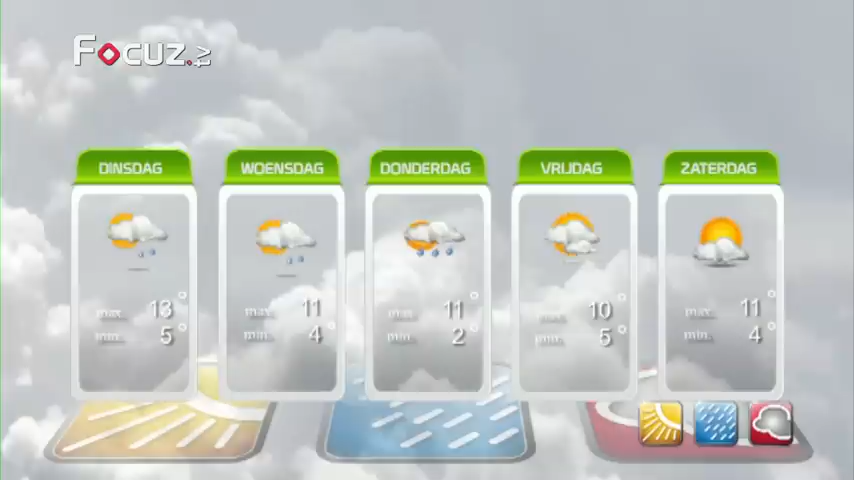 Focuz.tv
DINSDAG
max. 13°
min. 5°
WOENSDAG
max. 11
min. 4°
DONDERDAG
max. 11°
min. 2°
VRIJDAG
max. 10°
min. 5°
ZATERDAG
max. 11°
min. 4°